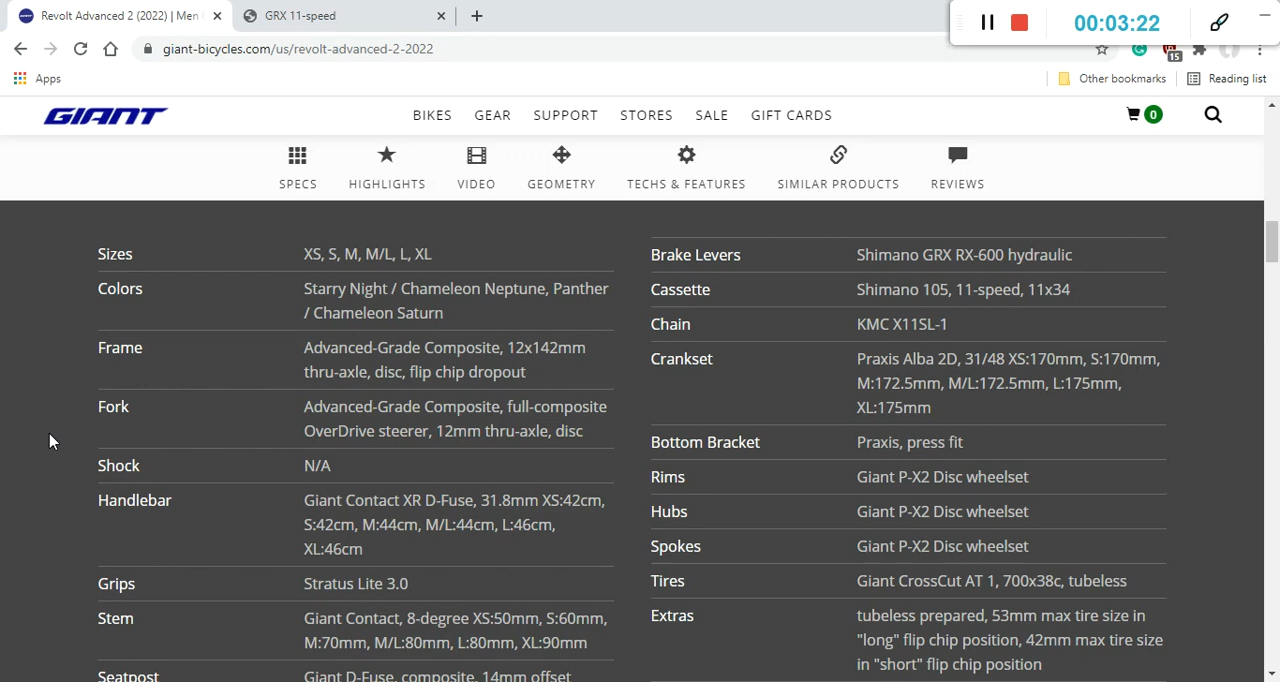 Revolt Advanced 2 (2022) | Men
GRX 11-speed
00:03:22
giant-bicycles.com/us/revolt-advanced-2-2022
15
Apps
Other bookmarks
Reading list
GIANT
BIKES
GEAR
SUPPORT
STORES
SALE
GIFT CARDS
0
SPECS
HIGHLIGHTS
VIDEO
GEOMETRY
TECHS & FEATURES
SIMILAR PRODUCTS
REVIEWS
Sizes
XS, S, M, M/L, L, XL
Colors
Starry Night / Chameleon Neptune, Panther
/ Chameleon Saturn
Frame
Advanced-Grade Composite, 12x142mm
thru-axle, disc, flip chip dropout
Fork
Advanced-Grade Composite, full-composite
OverDrive steerer, 12mm thru-axle, disc
Shock
N/A
Handlebar
Giant Contact XR D-Fuse, 31.8mm XS:42cm,
S:42cm, M:44cm, M/L:44cm, L:46cm,
XL:46cm
Grips
Stratus Lite 3.0
Stem
Giant Contact, 8-degree XS:50mm, S:60mm,
M:70mm, M/L:80mm, L:80mm, XL:90mm
Seatpost
Giant D-Fuse, composite, 14mm offset
Brake Levers
Shimano GRX RX-600 hydraulic
Cassette
Shimano 105, 11-speed, 11x34
Chain
KMC X11SL-1
Crankset
Praxis Alba 2D, 31/48 XS:170mm, S:170mm,
M:172.5mm, M/L:172.5mm, L:175mm,
XL:175mm
Bottom Bracket
Praxis, press fit
Rims
Giant P-X2 Disc wheelset
Hubs
Giant P-X2 Disc wheelset
Spokes
Giant P-X2 Disc wheelset
Tires
Giant CrossCut AT 1, 700x38c, tubeless
Extras
tubeless prepared, 53mm max tire size in
"long" flip chip position, 42mm max tire size
in "short" flip chip position